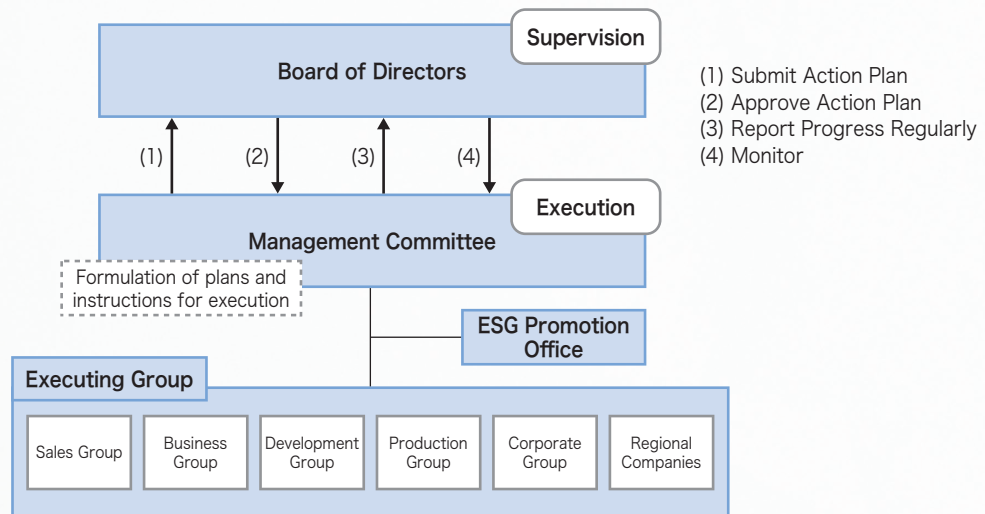 Supervision
Board of Directors
(1) Submit Action Plan
(2) Approve Action Plan
(3) Report Progress Regularly
(4) Monitor
(1)
(2)
(3)
(4)
Execution
Management Committee
Formulation of plans and
instructions for execution
ESG Promotion
Office
Executing Group
Sales Group
Business
Group
Development
Group
Production
Group
Corporate
Group
Regional
Companies